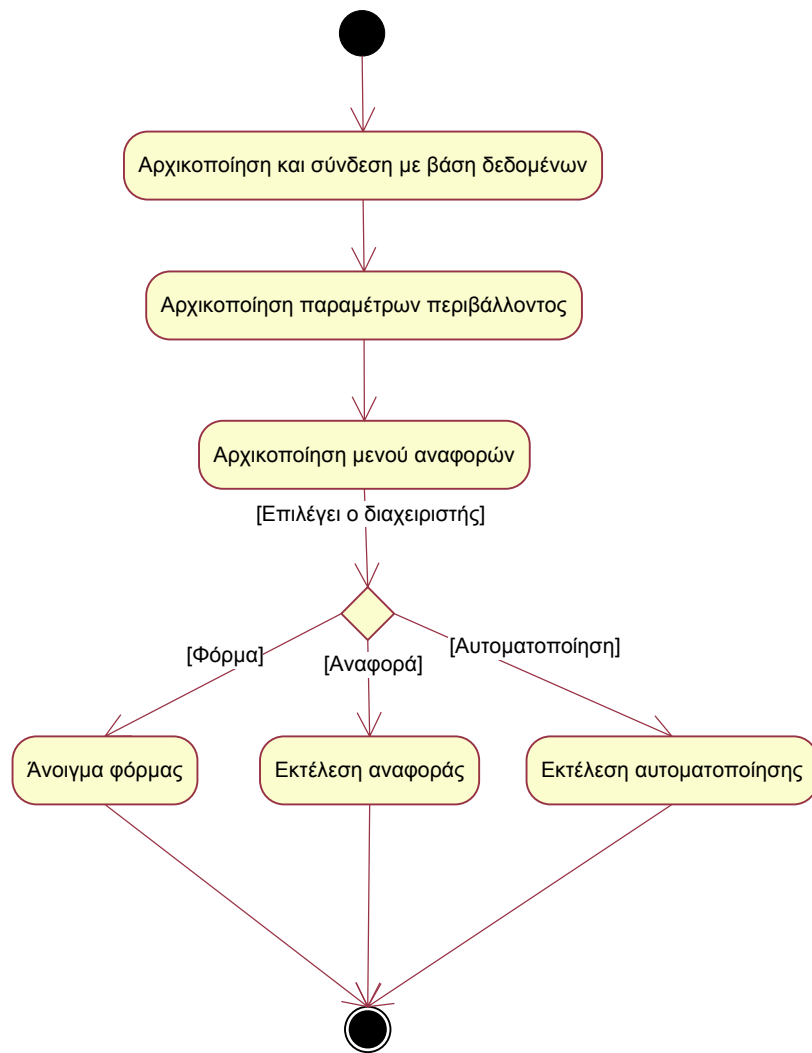 Αρχικοποίηση και σύνδεση με βάση δεδομένων
Αρχικοποίηση παραμέτρων περιβάλλοντος
Αρχικοποίηση μενού αναφορών
[Επιλέγει ο διαχειριστής]
[Φόρμα]
[Αναφορά]
[Αυτοματοποίηση]
Άνοιγμα φόρμας
Εκτέλεση αναφοράς
Εκτέλεση αυτοματοποίησης